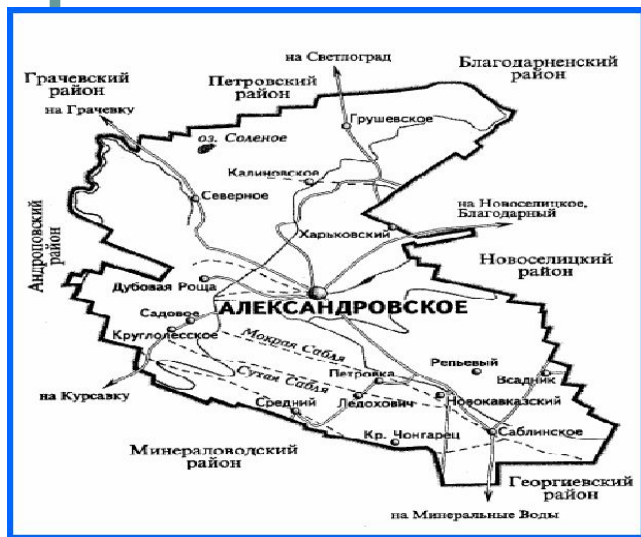 на Светлоград
Благодарненский
район
Грачевский
район
Петровский
район
на Грачевку
Грушевское
оз. Соленое
Калиновское
Северное
на Новоселицкое,
Благодарный
Харьковский
Андроповский
район
Новоселицкий
район
Дубовая Роща
АЛЕКСАНДРОВСКОЕ
Садовое
Круглолесское
Мокрая Сабля
Репьевый
Сухая Сабля
Петровка
Всадник
на Курсавку
Средний
Ледохович
Новокавказский
Кр. Чонгарец
Саблинское
Минераловодский
район
Георгиевский
район
на Минеральные Воды